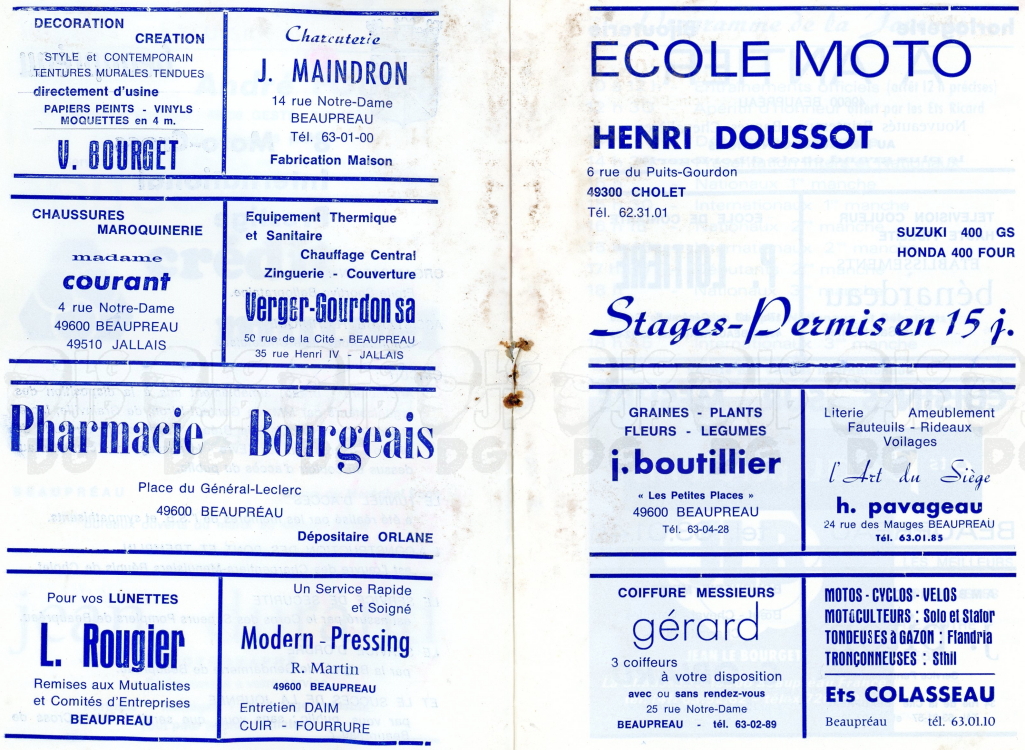 DECORATION
CREATION
STYLE et CONTEMPORAIN
TENTURES MURALES TENDUES
directement d'usine
PAPIERS PEINTS - VINYLS
MOQUETTES en 4 m.
V. BOURGET
Charcuterie
J. MAINDRON
14 rue Notre-Dame
BEAUPREAU
Tél. 63-01-00
Fabrication Maison
CHAUSSURES
MAROQUINERIE
madame
courant
4 rue Notre-Dame
49600 BEAUPREAU
49510 JALLAIS
Equipement Thermique
et Sanitaire
Chauffage Central
Zinguerie - Couverture
Verger-Gourdon sa
50 rue de la Cité - BEAUPREAU
35 rue Henri IV - JALLAIS
Pharmacie Bourgeais
Place du Général-Leclerc
49600 BEAUPRÉAU
Dépositaire ORLANE
Pour vos LUNETTES
L. Rougier
Remises aux Mutualistes
et Comités d'Entreprises
BEAUPREAU
Un Service Rapide
et Soigné
Modern-Pressing
R. Martin
49600 BEAUPREAU
Entretien DAIM
CUIR - FOURRURE
ECOLE MOTO
HENRI DOUSSOT
6 rue du Puits-Gourdon
49300 CHOLET
Tél. 62.31.01
SUZUKI 400 GS
HONDA 400 FOUR
Stages-Permis en 15 j.
GRAINES - PLANTS
FLEURS - LEGUMES
j.boutillier
« Les Petites Places »
49600 BEAUPREAU
Tél. 63-04-28
Literie Ameublement
Fauteuils - Rideaux
Voilages
l'Art du Siège
h. pavageau
24 rue des Mauges BEAUPREAU
Tél. 63.01.85
COIFFURE MESSIEURS
gérard
3 coiffeurs
à votre disposition
avec ou sans rendez-vous
25 rue Notre-Dame
BEAUPREAU - tél. 63-02-89
MOTOS - CYCLOS - VELOS
MOTOCULTEURS : Solo et Stafor
TONDEUSES à GAZON : Flandria
TRONÇONNEUSES : Sthil
Ets COLASSEAU
Beaupréau tél. 63.01.10